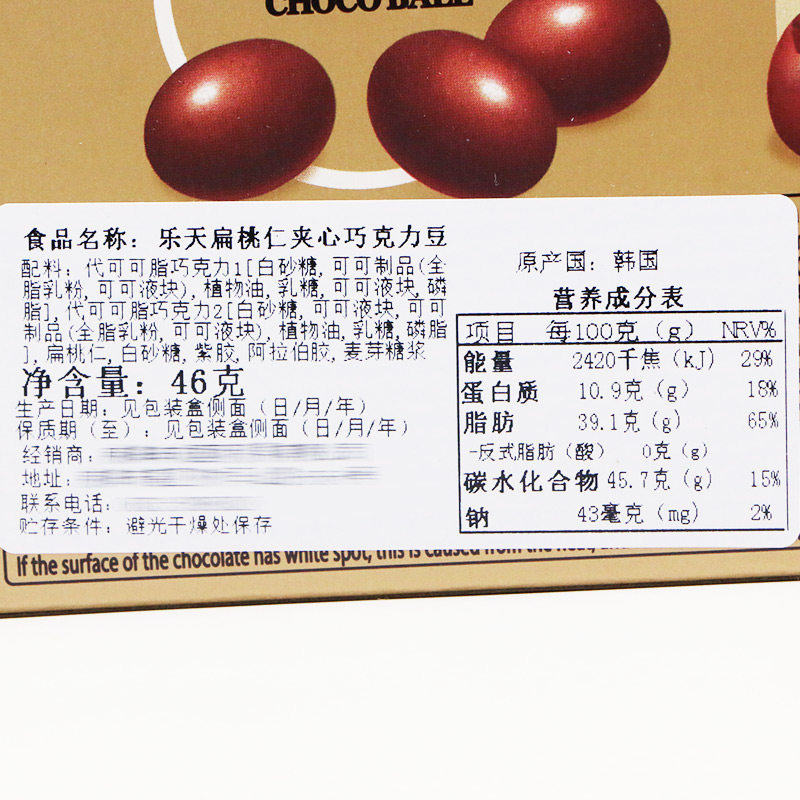 CHOCO BALL
食品名称：乐天扁桃仁夹心巧克力豆
配料：代可可脂巧克力1[白砂糖,可可制品(全
脂乳粉,可可液块),植物油,乳糖,可可液块,磷
脂],代可可脂巧克力2[白砂糖,可可液块,可可
制品(全脂乳粉,可可液块),植物油,乳糖,磷脂
],扁桃仁,白砂糖,紫胶,阿拉伯胶,麦芽糖浆
净含量：46克
生产日期：见包装盒侧面（日/月/年）
保质期（至）：见包装盒侧面（日/月/年）
经销商：
地址：
联系电话：
贮存条件：避光干燥处保存
原产国：韩国
营养成分表
项目 每100克（g） NRV%
能量 2420千焦（kJ） 29%
蛋白质 10.9克（g） 18%
脂肪 39.1克（g） 65%
-反式脂肪（酸） 0克（g）
碳水化合物 45.7克（g） 15%
钠 43毫克（mg） 2%
If the surface of the chocolate has white spot, this is caused from the heat,